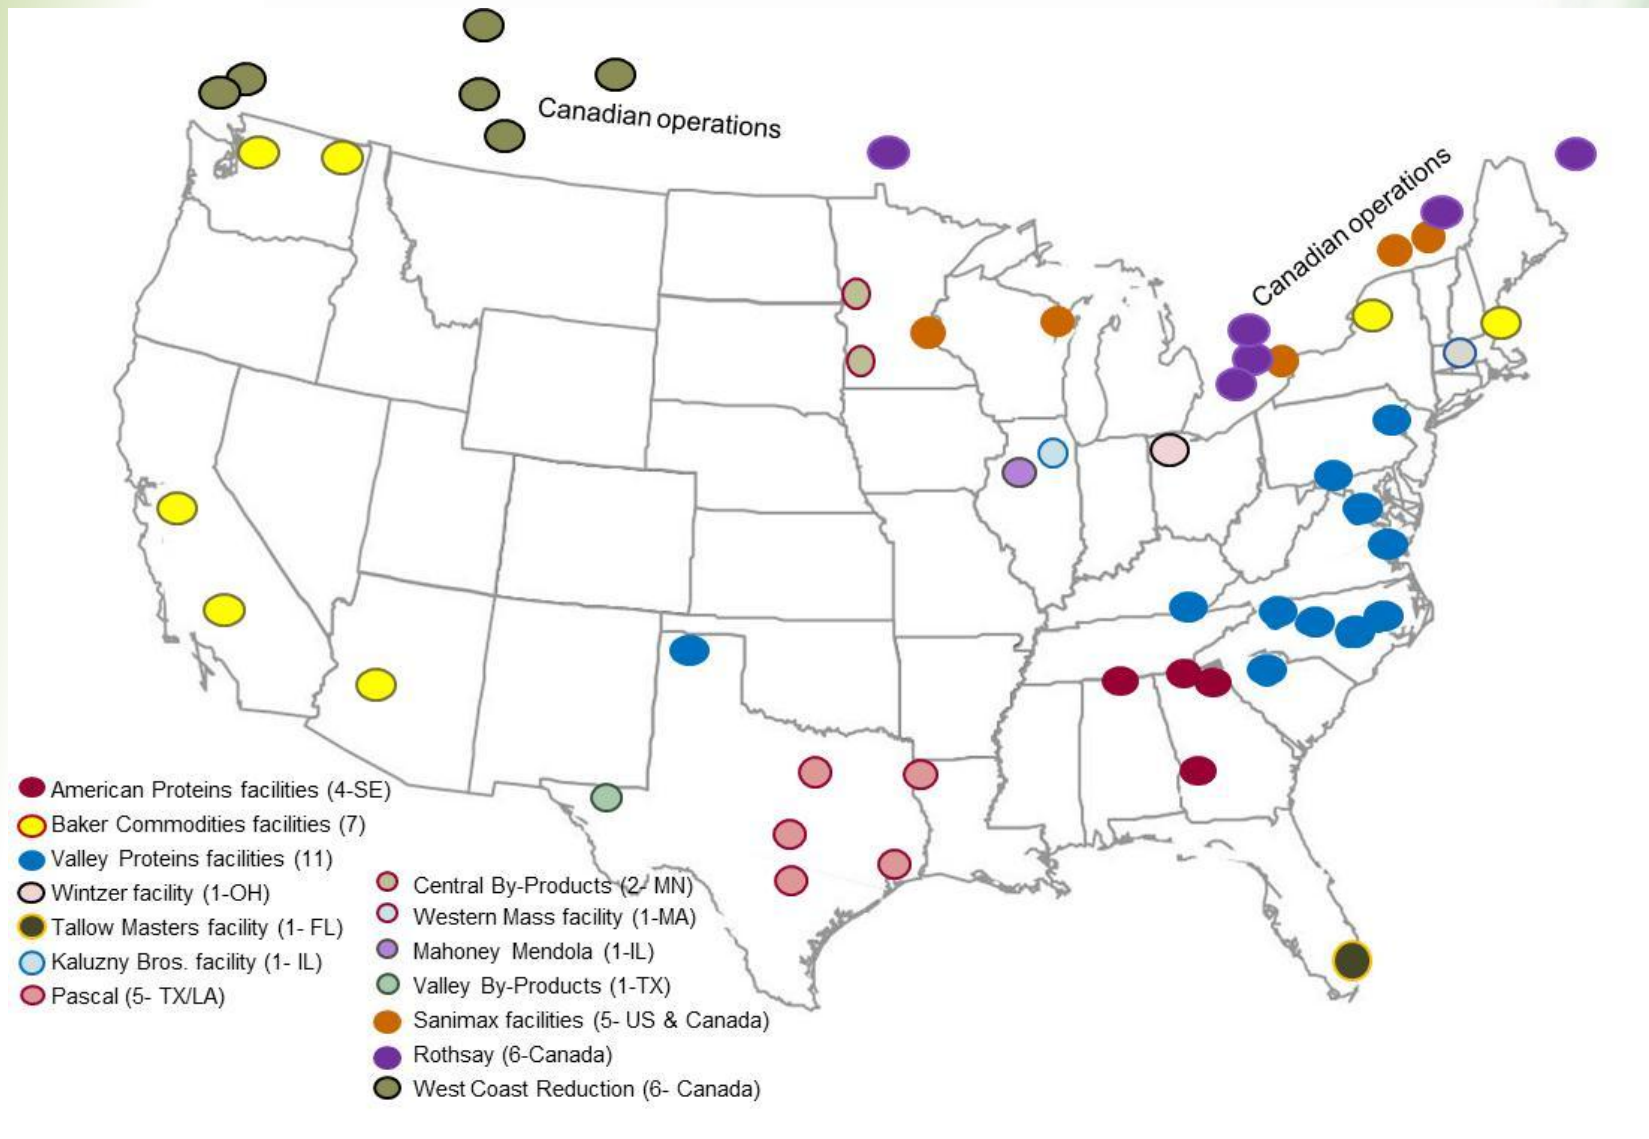 Canadian operations
Canadian operations
American Proteins facilities (4-SE)
Baker Commodities facilities (7)
Valley Proteins facilities (11)
Wintzer facility (1-OH)
Tallow Masters facility (1- FL)
Kaluzny Bros. facility (1- IL)
Pascal (5- TX/LA)
Central By-Products (2- MN)
Western Mass facility (1-MA)
Mahoney Mendola (1-IL)
Valley By-Products (1-TX)
Sanimax facilities (5- US & Canada)
Rothsay (6-Canada)
West Coast Reduction (6- Canada)